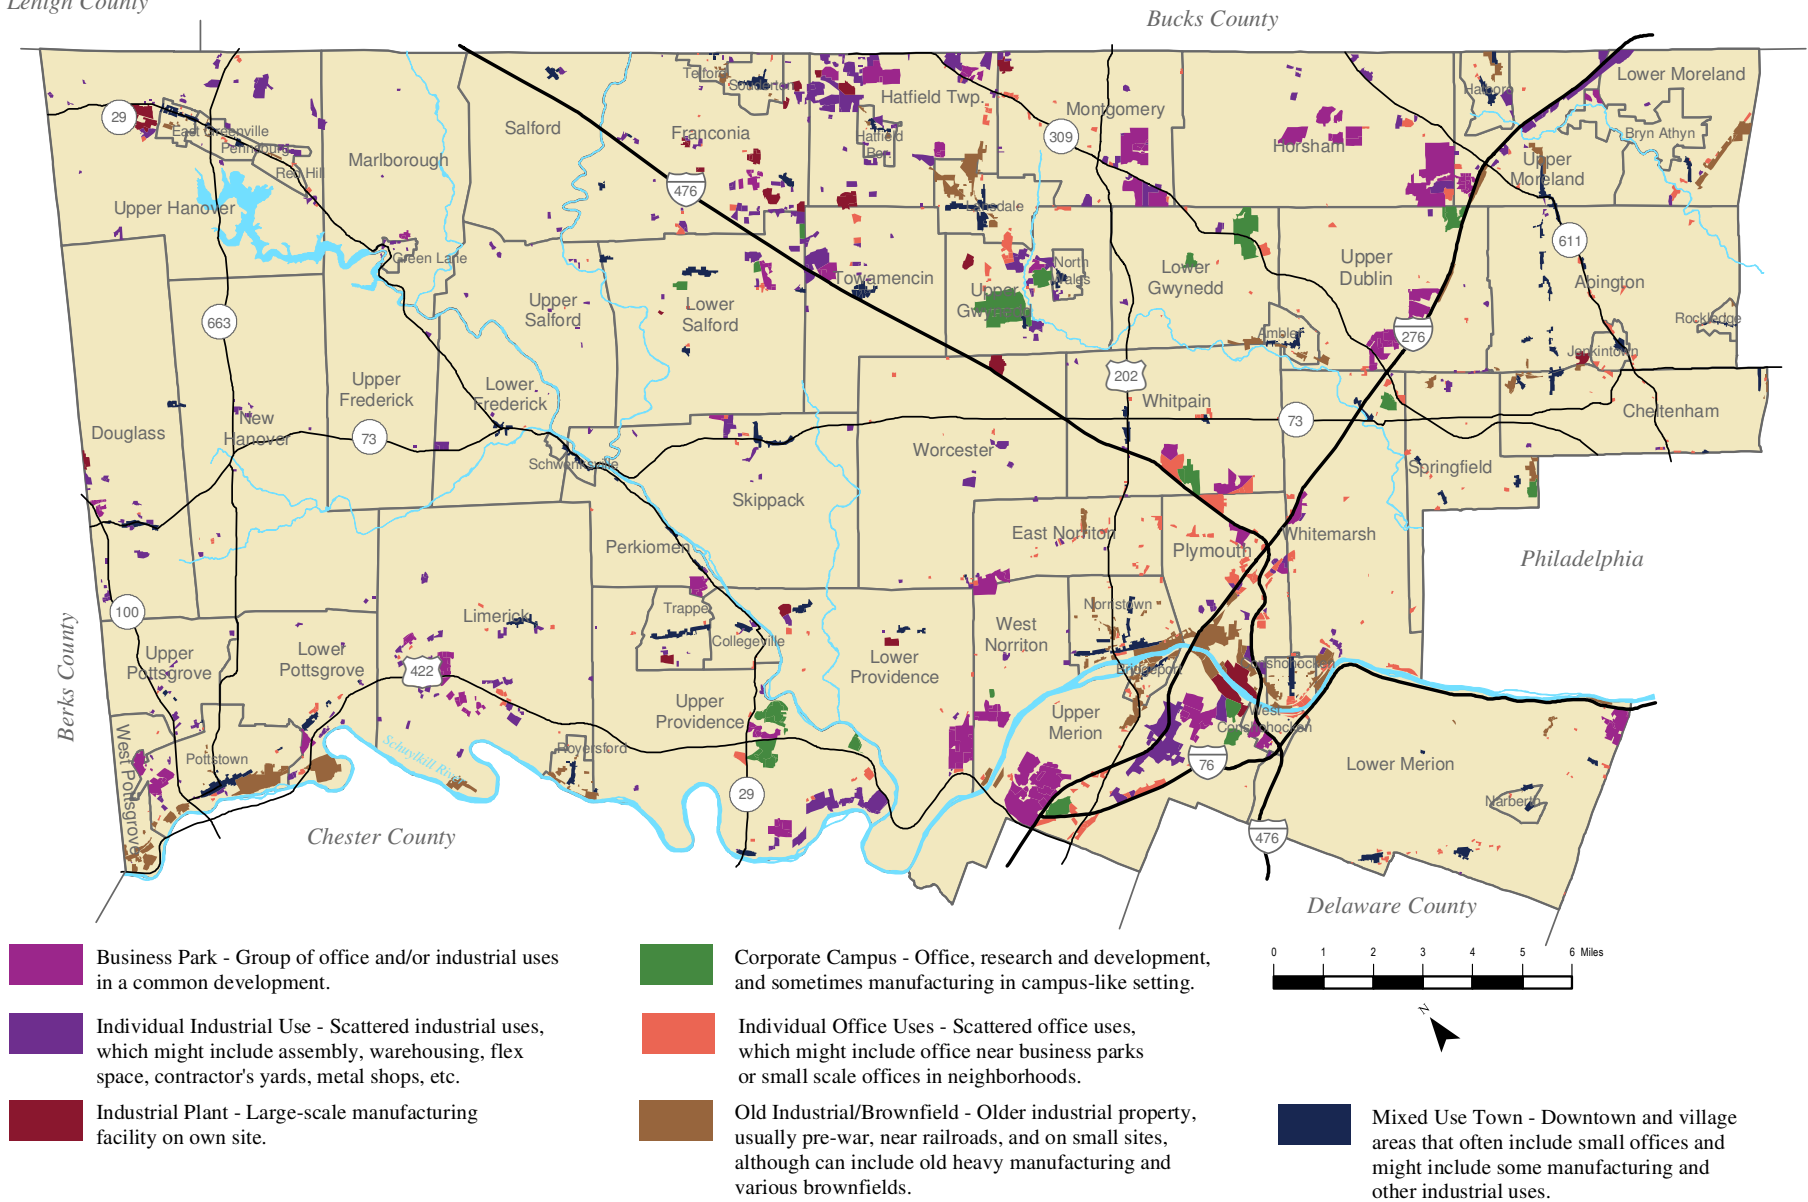 Lehigh County
Bucks County
Lower Moreland
Telford
Souderton
Hatfield Twp.
Montgomery
Hatboro
29
East Greenville
Pennsburg
Red Hill
Marlborough
Salford
Franconia
Hatfield
Bor.
309
Horsham
Upper
Moreland
Bryn Athyn
476
Upper Hanover
Lansdale
611
Green Lane
Towamencin
North
Wales
Lower
Gwynedd
Upper
Dublin
Abington
Upper
Gwynedd
663
Upper
Salford
Lower
Salford
Ambler
276
Rockledge
Jenkintown
202
Upper
Frederick
Lower
Frederick
Whitpain
73
Cheltenham
Douglass
New
Hanover
73
Schwenksville
Worcester
Springfield
Skippack
Perkiomen
East Norriton
Plymouth
Whitemarsh
Philadelphia
100
Limerick
Trappe
Collegeville
Norristown
West
Norriton
Berks County
Upper
Pottsgrove
Lower
Pottsgrove
422
Lower
Providence
Bridgeport
Conshohocken
Upper
Providence
Upper
Merion
West
Conshohocken
West Pottsgrove
Pottstown
Schuylkill River
Royersford
76
Lower Merion
29
Narberth
Chester County
476
Delaware County
Business Park - Group of office and/or industrial uses
in a common development.
Individual Industrial Use - Scattered industrial uses,
which might include assembly, warehousing, flex
space, contractor's yards, metal shops, etc.
Industrial Plant - Large-scale manufacturing
facility on own site.
Corporate Campus - Office, research and development,
and sometimes manufacturing in campus-like setting.
Individual Office Uses - Scattered office uses,
which might include office near business parks
or small scale offices in neighborhoods.
Old Industrial/Brownfield - Older industrial property,
usually pre-war, near railroads, and on small sites,
although can include old heavy manufacturing and
various brownfields.
0 1 2 3 4 5 6 Miles
N
Mixed Use Town - Downtown and village
areas that often include small offices and
might include some manufacturing and
other industrial uses.